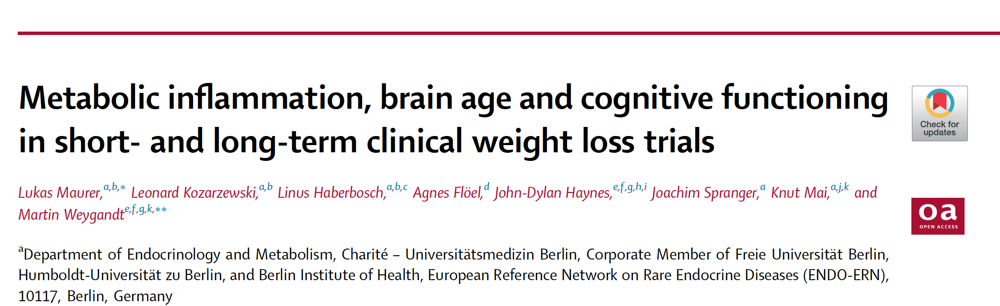 Metabolic inflammation, brain age and cognitive functioning
in short- and long-term clinical weight loss trials
Check for
updates
Lukas Maurer,a,b,∗ Leonard Kozarzewski,a,b Linus Haberbosch,a,b,c Agnes Flöel,d John-Dylan Haynes,e,f,g,h,i Joachim Spranger,a Knut Mai,a,j,k and
Martin Weygandte,f,g,k,∗∗
oa
OPEN ACCESS
aDepartment of Endocrinology and Metabolism, Charité – Universitätsmedizin Berlin, Corporate Member of Freie Universität Berlin,
Humboldt-Universität zu Berlin, and Berlin Institute of Health, European Reference Network on Rare Endocrine Diseases (ENDO-ERN),
10117, Berlin, Germany